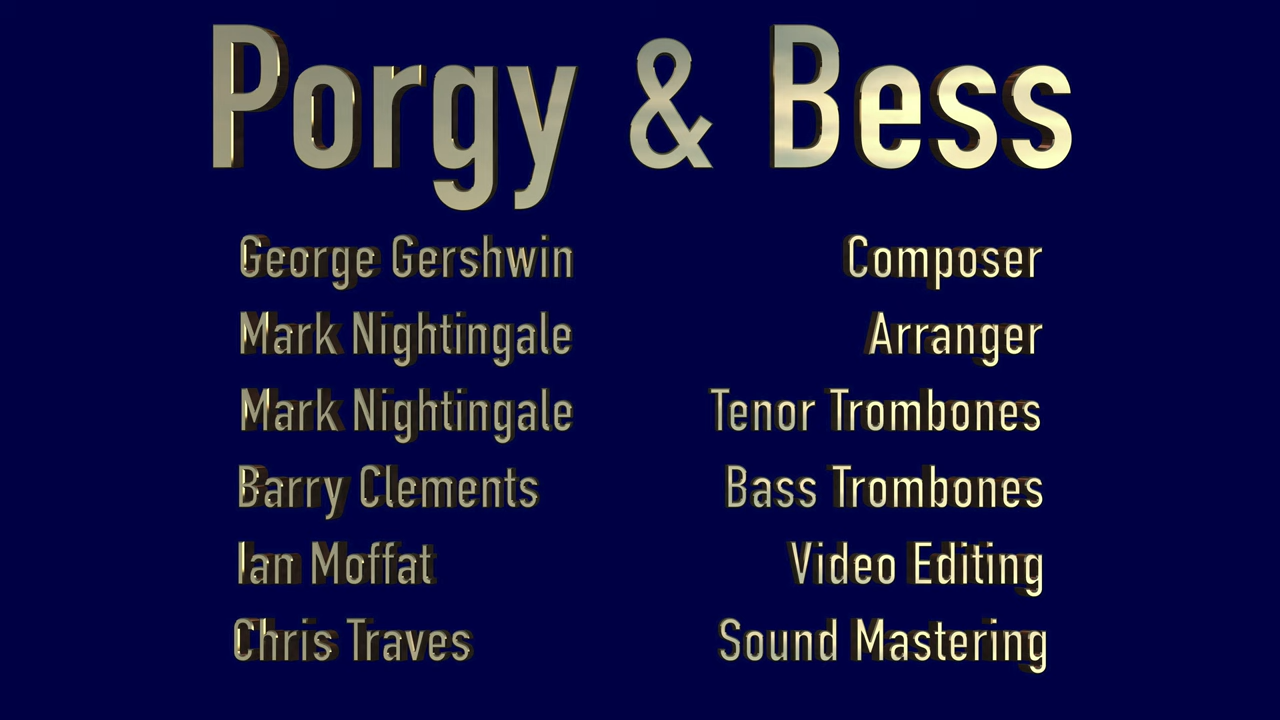 Porgy & Bess
George Gershwin Composer
Mark Nightingale Arranger
Mark Nightingale Tenor Trombones
Barry Clements Bass Trombones
Ian Moffat Video Editing
Chris Traves Sound Mastering